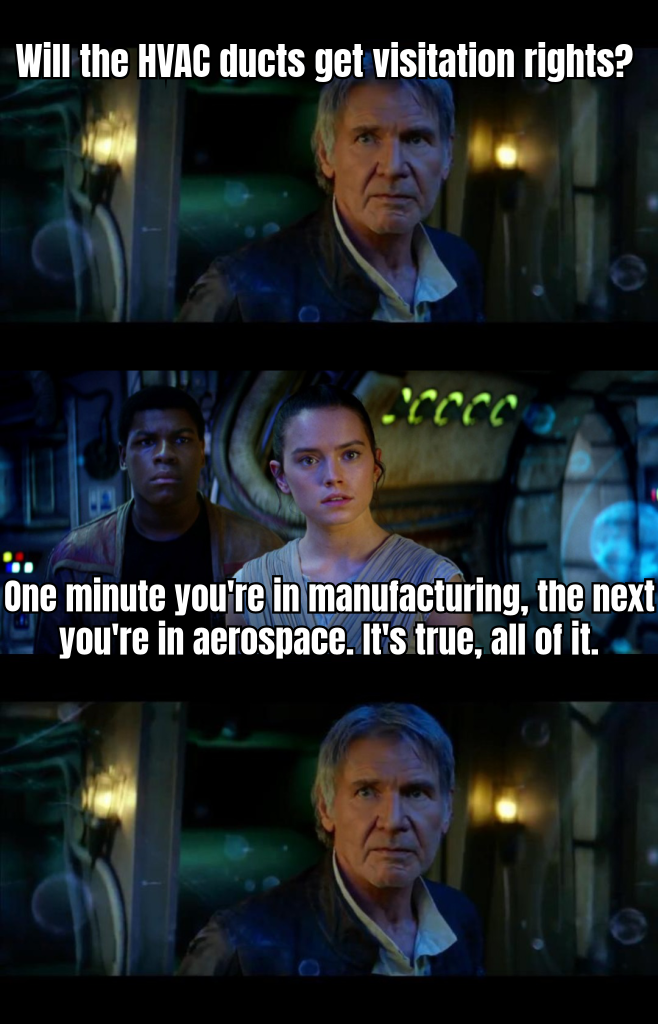 Will the HVAC ducts get visitation rights?
One minute you're in manufacturing, the next
you're in aerospace. It's true, all of it.